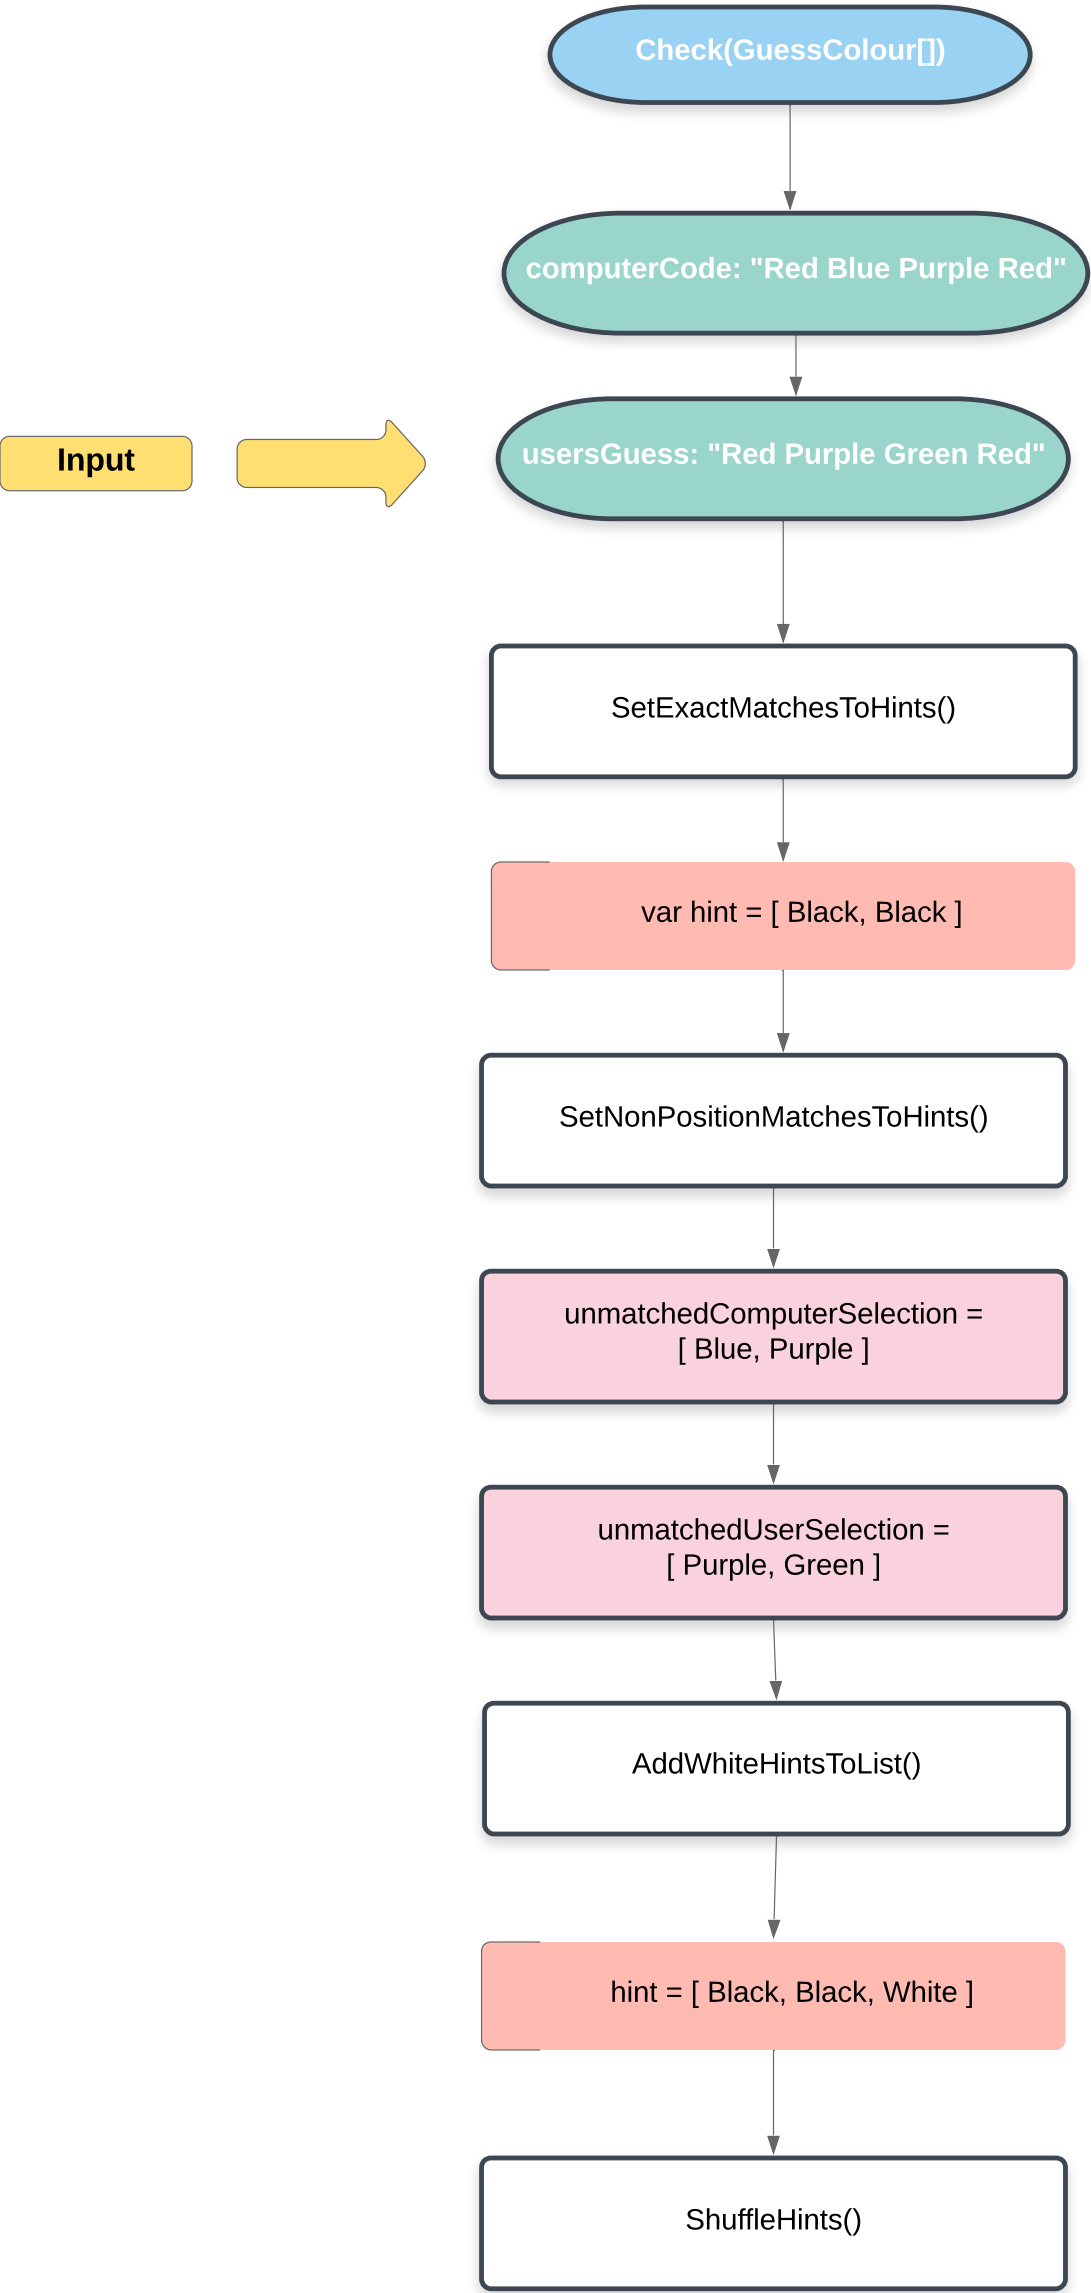 Check(GuessColour[])
computerCode: "Red Blue Purple Red"
Input
usersGuess: "Red Purple Green Red"
SetExactMatchesToHints()
var hint = [ Black, Black ]
SetNonPositionMatchesToHints()
unmatchedComputerSelection =
[ Blue, Purple ]
unmatchedUserSelection =
[ Purple, Green ]
AddWhiteHintsToList()
hint = [ Black, Black, White ]
ShuffleHints()